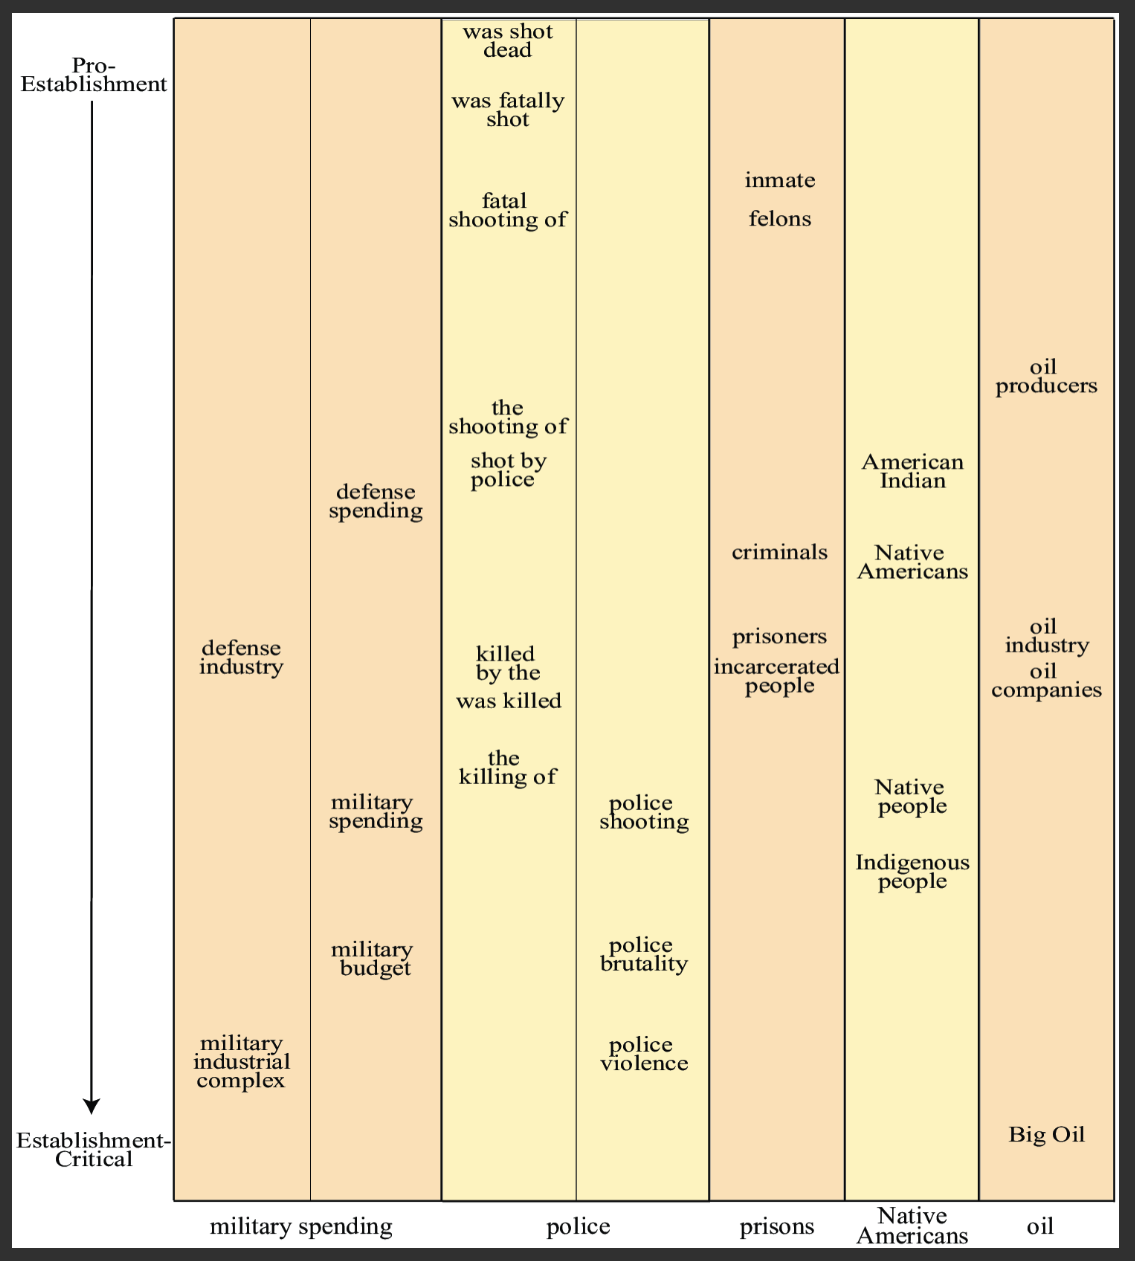 Pro-
Establishment
Establishment-
Critical
defense
industry
military
industrial
complex
defense
spending
military
spending
military
budget
military spending
was shot
dead
was fatally
shot
fatal
shooting of
the
shooting of
shot by
police
killed
by the
was killed
the
killing of
police
shooting
police
brutality
police
violence
police
inmate
felons
criminals
prisoners
incarcerated
people
prisons
American
Indian
Native
Americans
Native
people
Indigenous
people
Native
Americans
oil
producers
oil
industry
oil
companies
Big Oil
oil